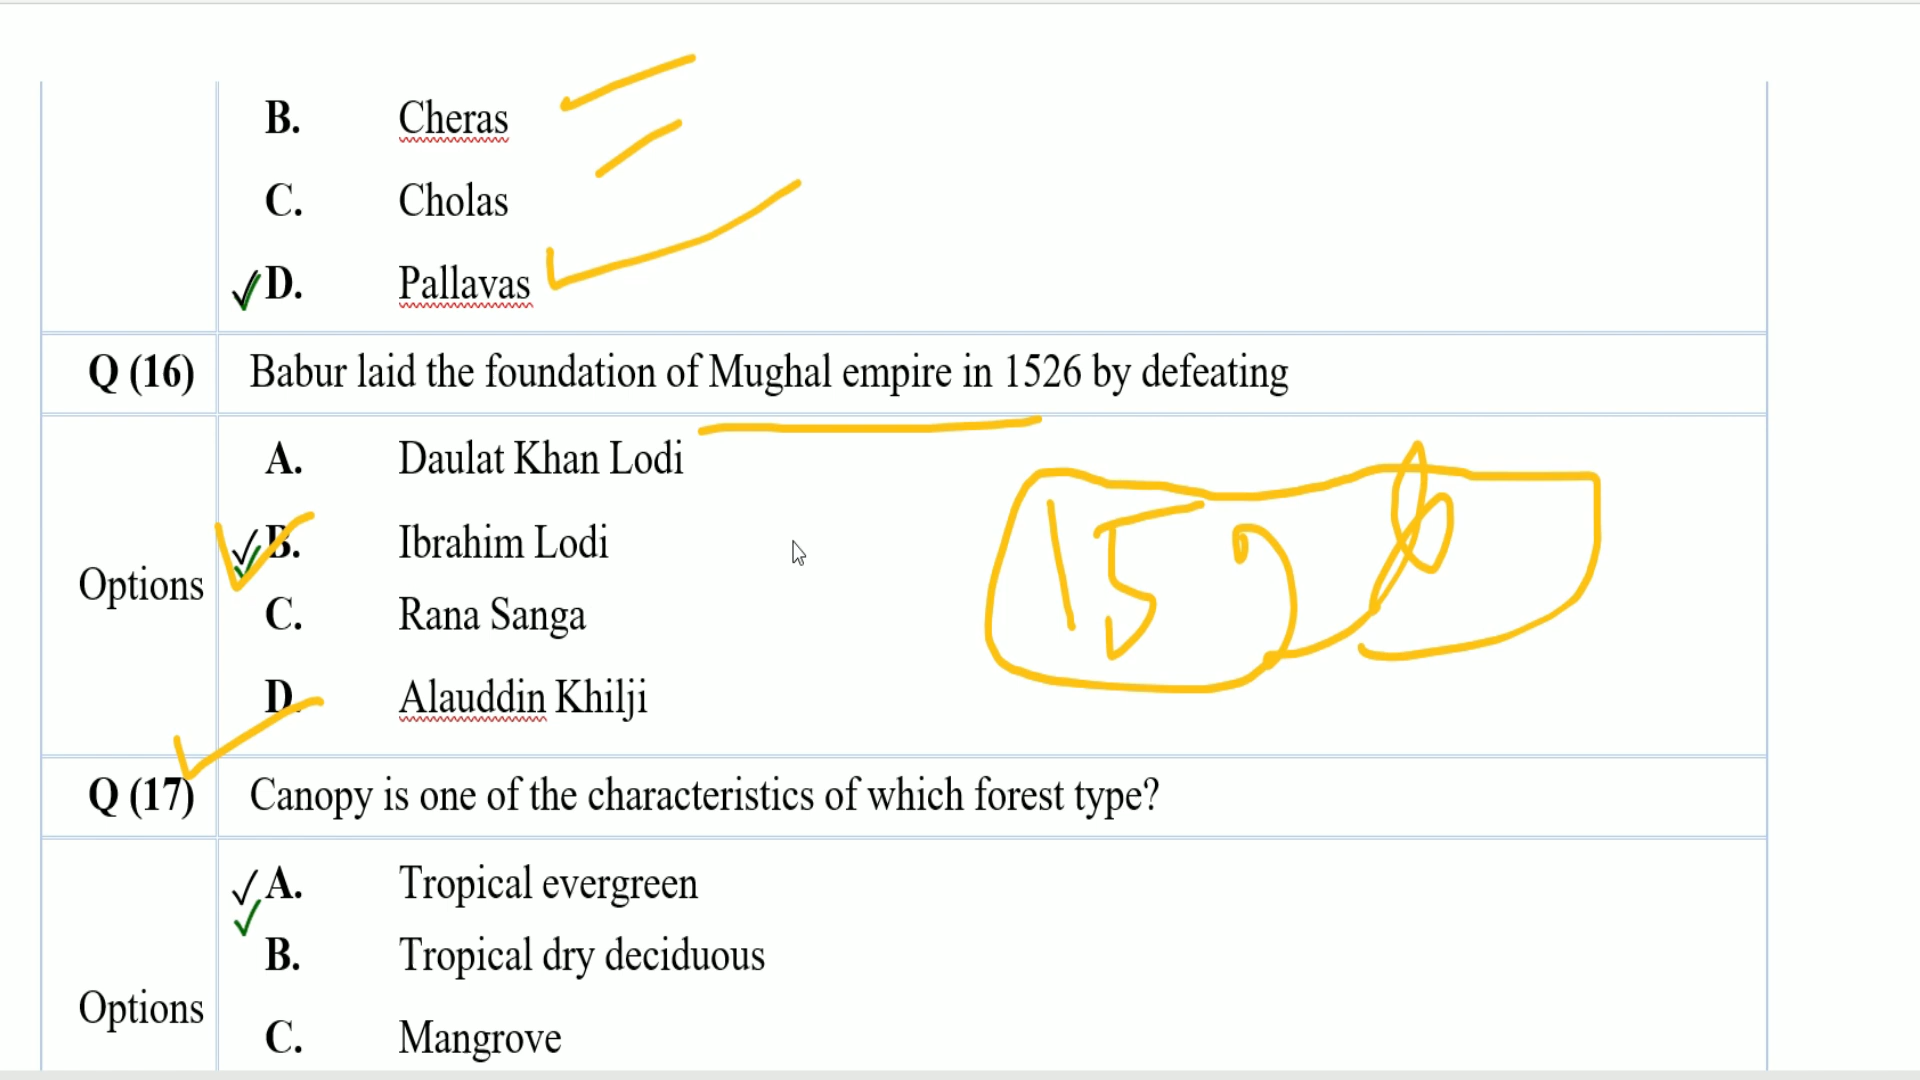 B. Cheras
C. Cholas
D. Pallavas
Q (16) Babur laid the foundation of Mughal empire in 1526 by defeating
A. Daulat Khan Lodi
B. Ibrahim Lodi
Options
C. Rana Sanga
D. Alauddin Khilji
1526
Q (17) Canopy is one of the characteristics of which forest type?
A. Tropical evergreen
B. Tropical dry deciduous
Options
C. Mangrove